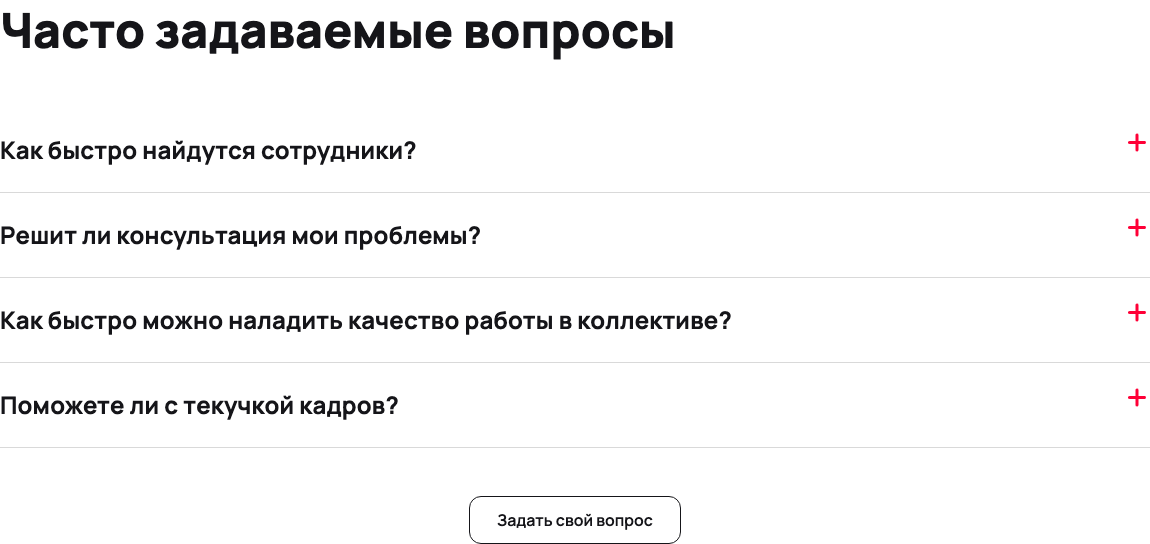 Часто задаваемые вопросы
Как быстро найдутся сотрудники?
Решит ли консультация мои проблемы?
Как быстро можно наладить качество работы в коллективе?
Поможете ли с текучкой кадров?
Задать свой вопрос